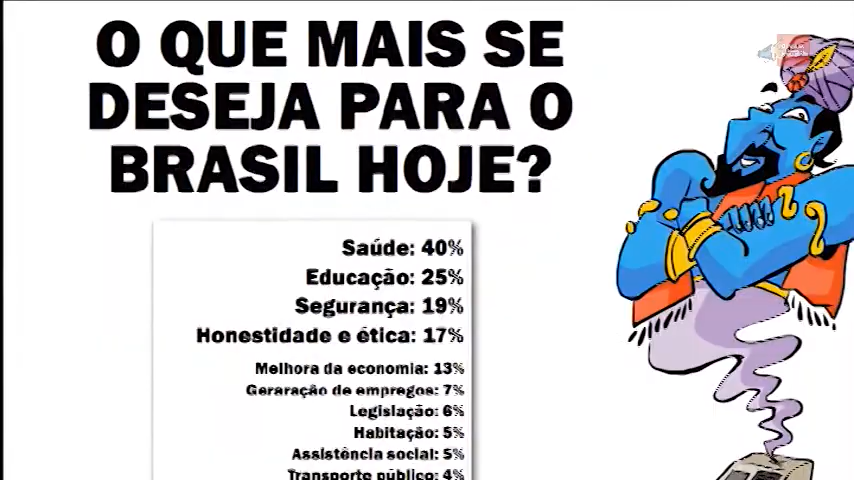 O QUE MAIS SE
DESEJA PARA O
BRASIL HOJE?
Saúde: 40%
Educação: 25%
Segurança: 19%
Honestidade e ética: 17%
Melhora da economia: 13%
Geraração de empregos: 7%
Legislação: 6%
Habitação: 5%
Assistência social: 5%
Transporte público: 4%